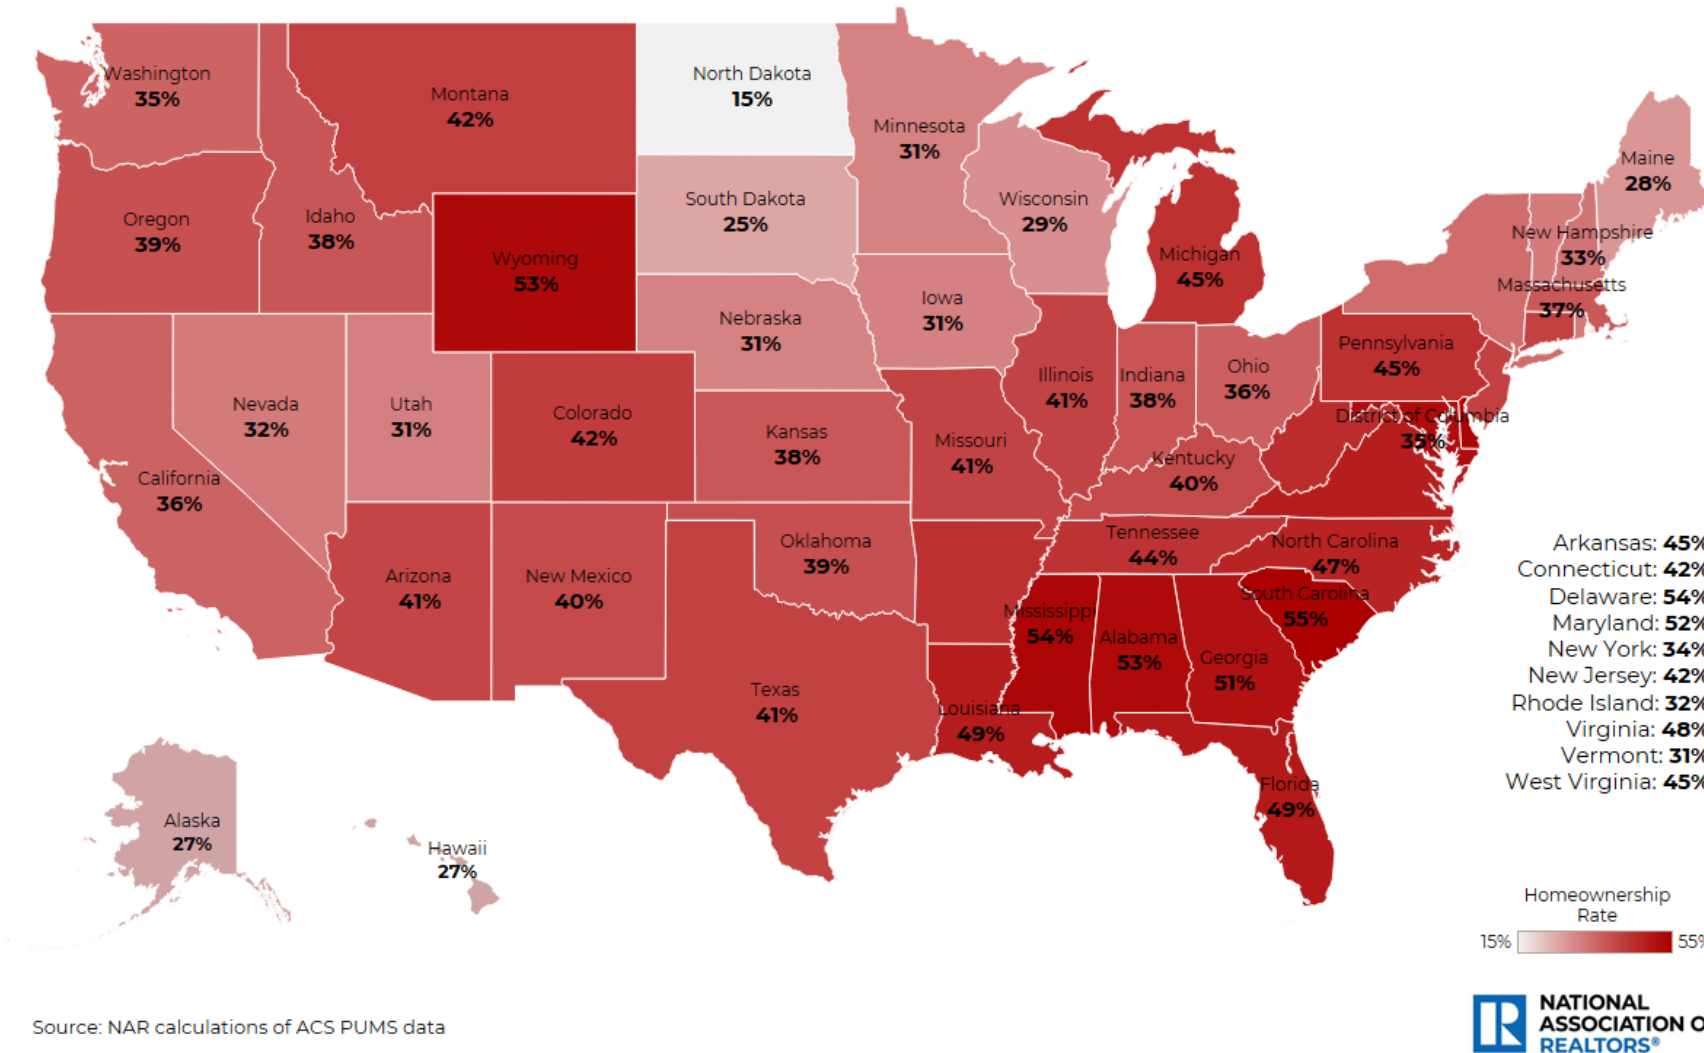 Washington
35%
Montana
42%
North Dakota
15%
Minnesota
31%
Maine
28%
Oregon
39%
Idaho
38%
Wyoming
53%
South Dakota
25%
Wisconsin
29%
Michigan
45%
New Hampshire
33%
Massachusetts
37%
Nebraska
31%
Iowa
31%
Pennsylvania
45%
Nevada
32%
Utah
31%
Colorado
42%
Kansas
38%
Missouri
41%
Illinois
41%
Indiana
38%
Ohio
36%
District of Columbia
35%
California
36%
Kentucky
40%
Arizona
41%
New Mexico
40%
Oklahoma
39%
Tennessee
44%
North Carolina
47%
South Carolina
55%
Mississippi
54%
Alabama
53%
Georgia
51%
Texas
41%
Louisiana
49%
Florida
49%
Alaska
27%
Hawaii
27%
Arkansas: 45%
Connecticut: 42%
Delaware: 54%
Maryland: 52%
New York: 34%
New Jersey: 42%
Rhode Island: 32%
Virginia: 48%
Vermont: 31%
West Virginia: 45%
Homeownership
Rate
15% 55%
Source: NAR calculations of ACS PUMS data
R
NATIONAL
ASSOCIATION O
REALTORS®